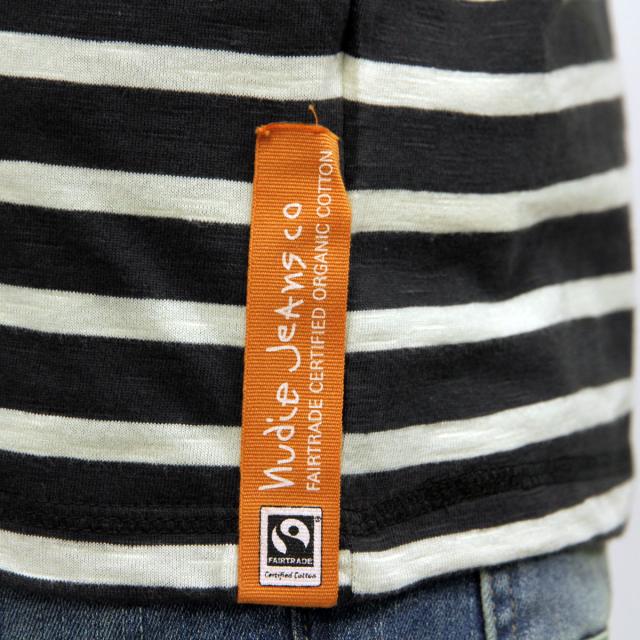 nudie jeans co
FAIRTRADE CERTIFIED ORGANIC COTTON
FAIRTRADE
Certified Cotton